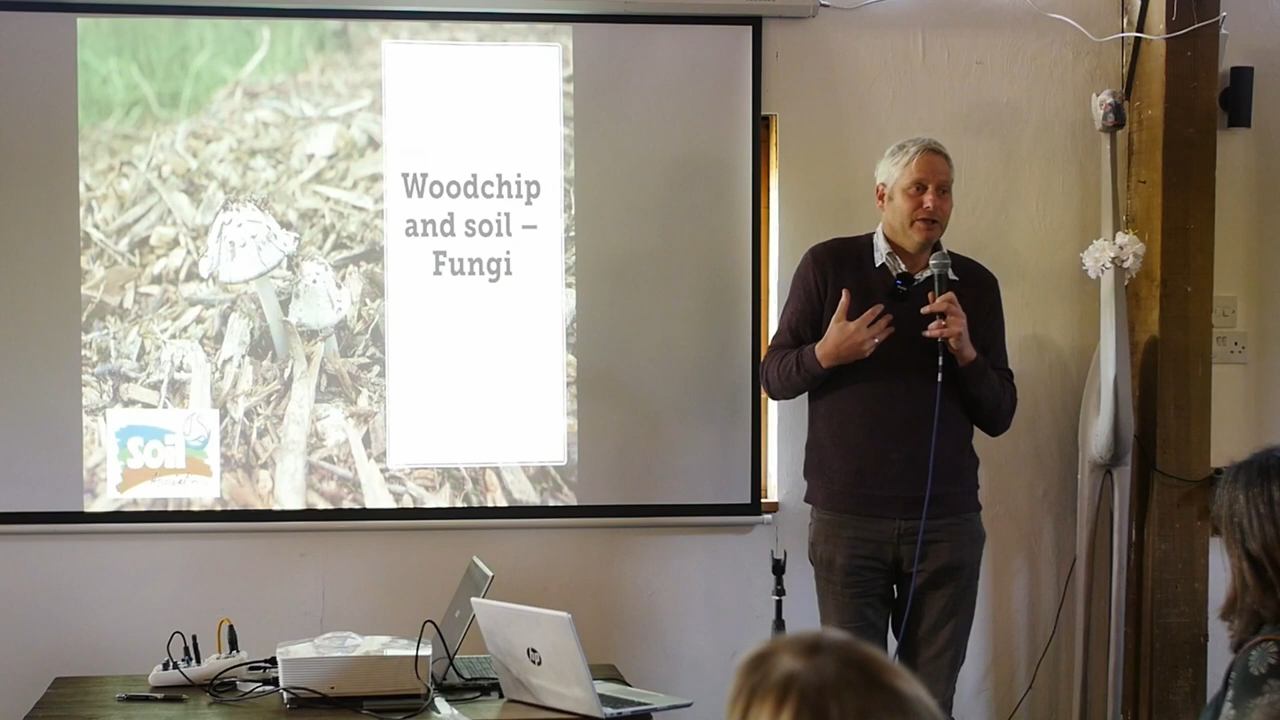 Woodchip
and soil –
Fungi
soil
hp